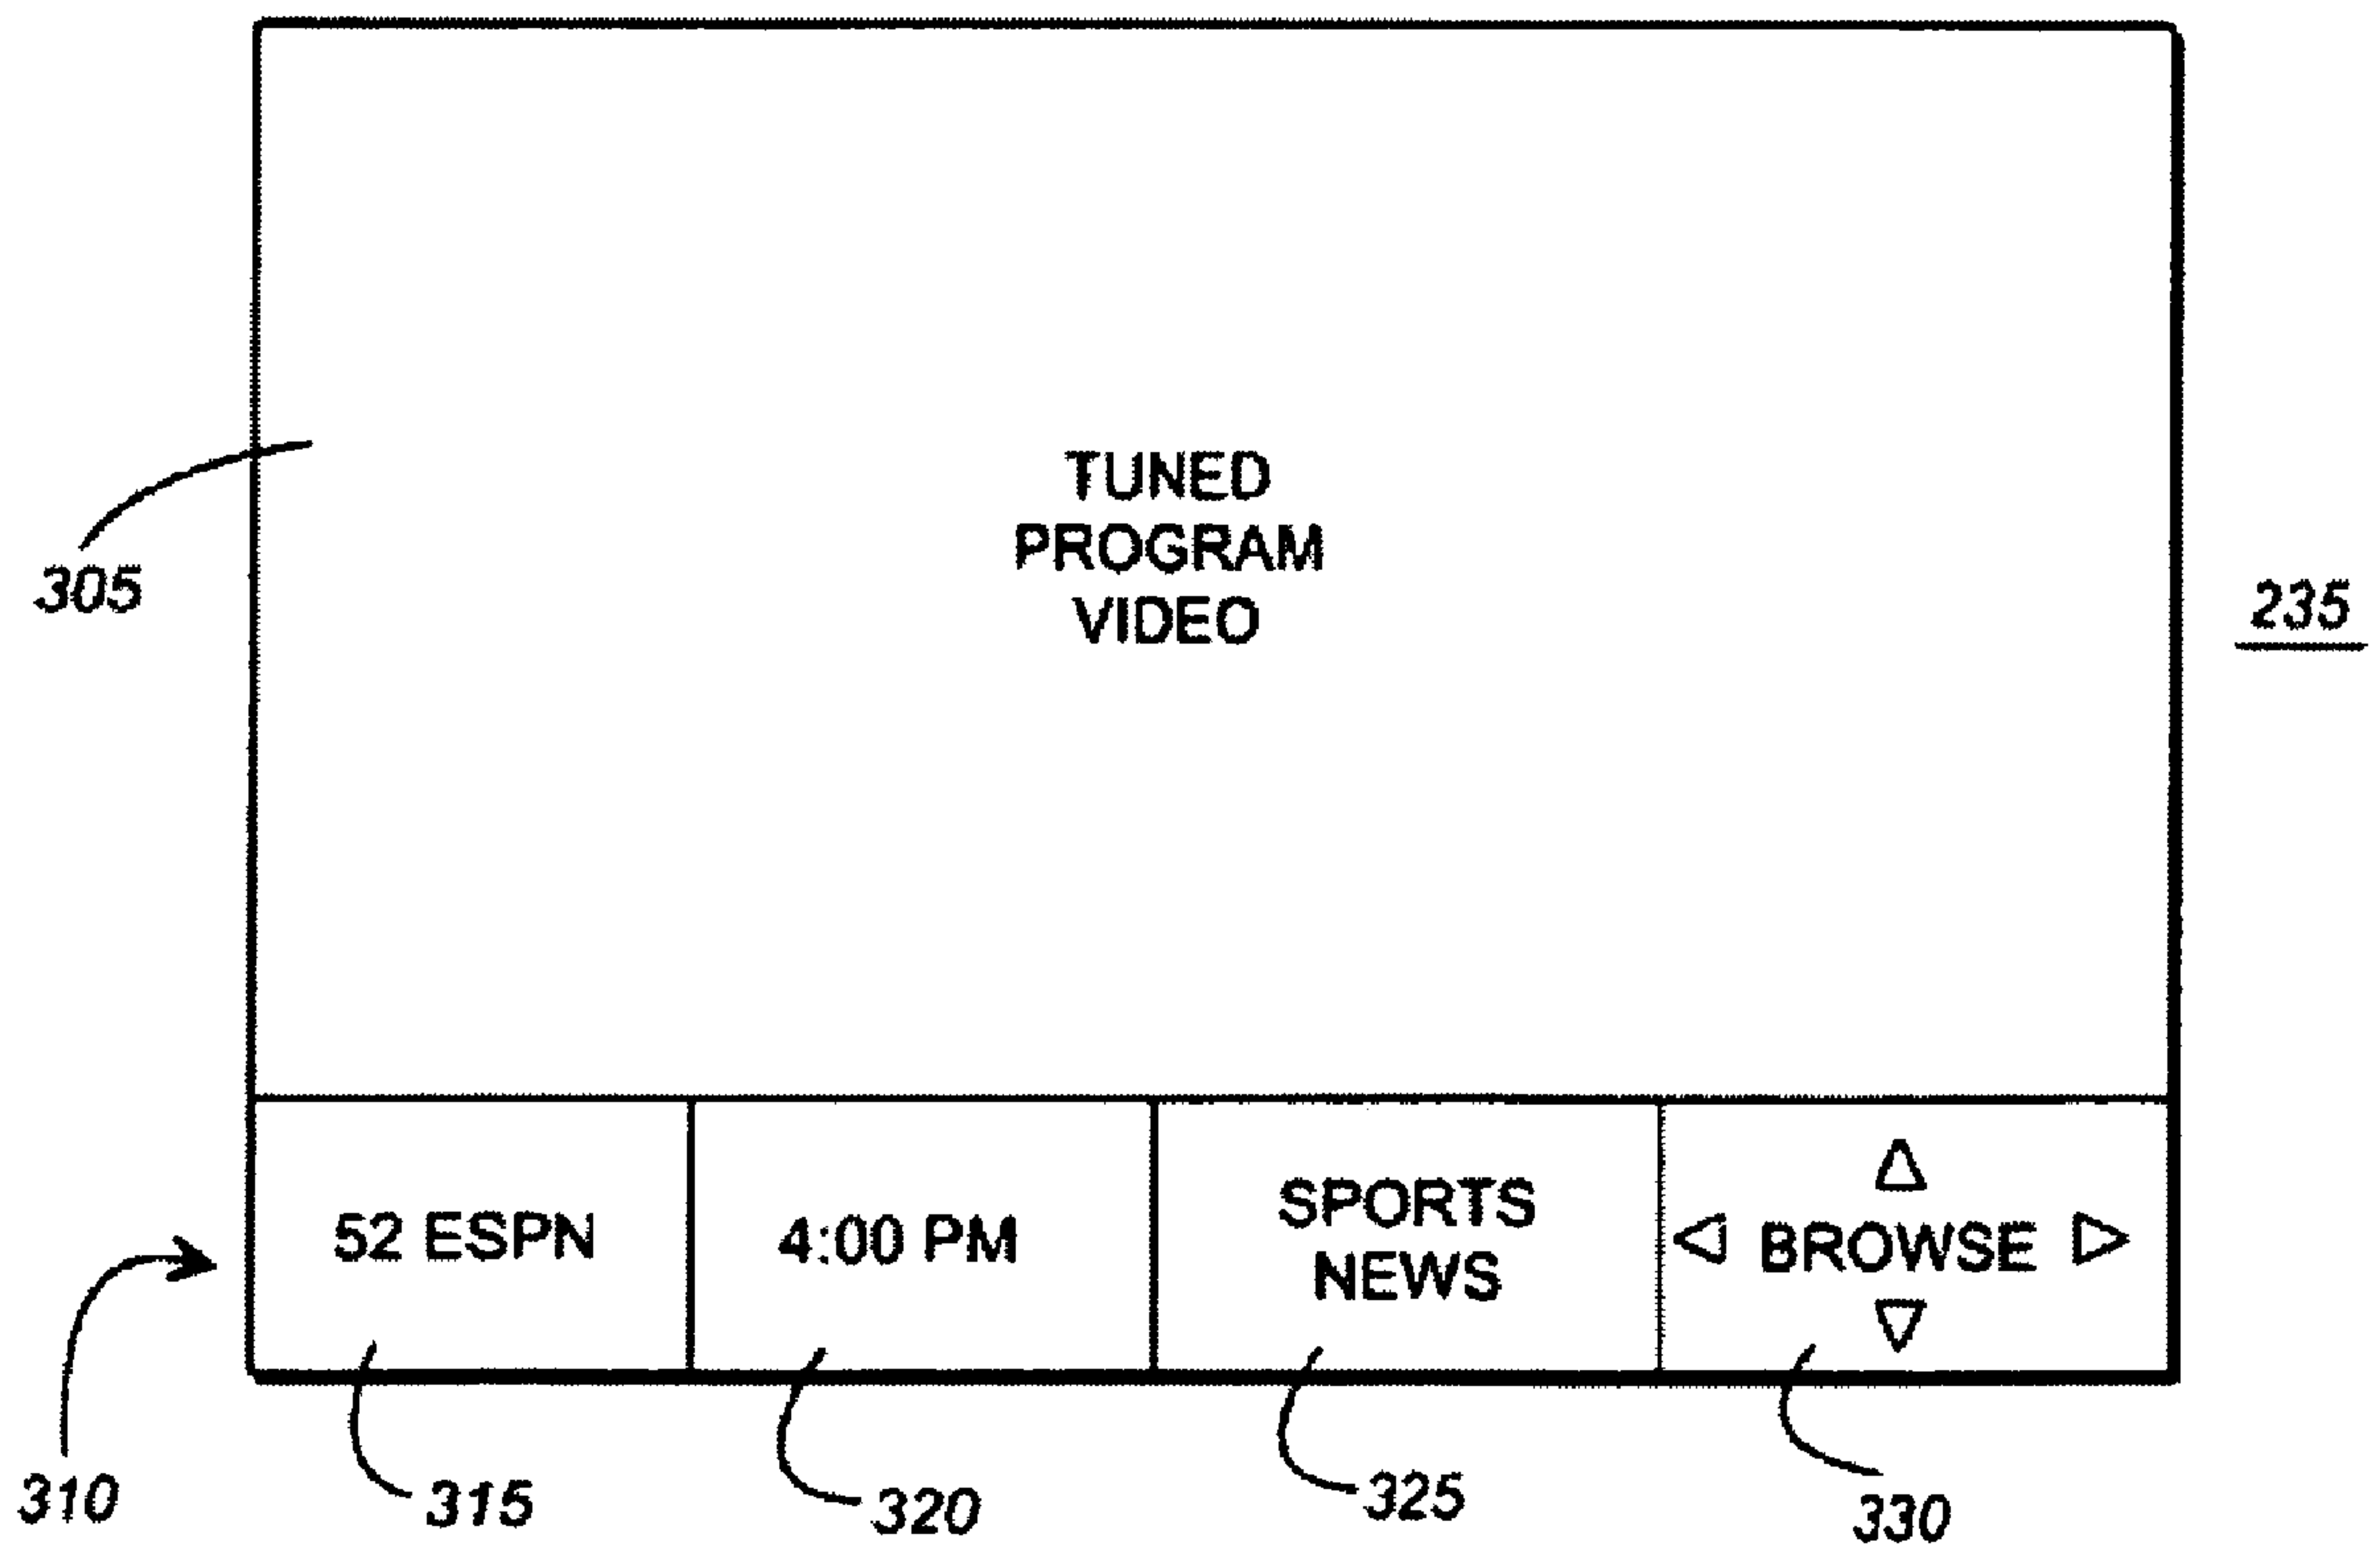 TUNED
PROGRAM
VIDEO
305
235
52 ESPN
4:00 PM
SPORTS
NEWS
BROWSE
310
315
320
325
330